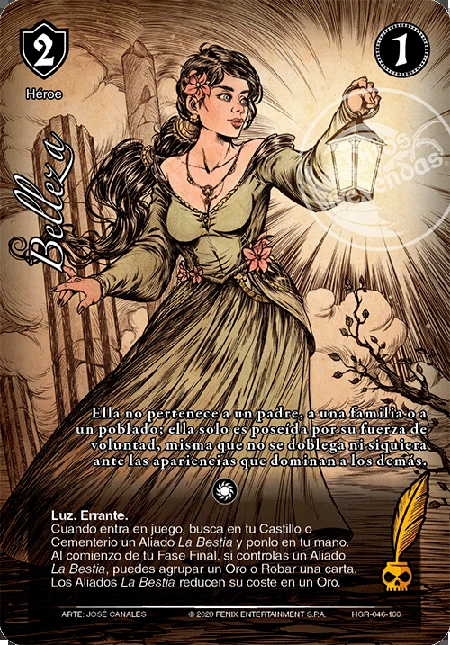 2
1
Héroe
Belleza
Leyendas
Ella no pertenece a un padre, a una familia o a
un poblado; ella solo es poseída por su fuerza de
voluntad, misma que no se doblega ni siquiera
ante las apariencias que dominan a los demás.
Luz. Errante.
Cuando entra en juego, busca en tu Castillo o
Cementerio un Aliado La Bestia y ponlo en tu mano.
Al comienzo de tu Fase Final, si controlas un Aliado
La Bestia, puedes agrupar un Oro o Robar una carta.
Los Aliados La Bestia reducen su coste en un Oro.
ARTE: JOSÉ CANALES
© 2020 FENIX ENTERTAINMENT S.P.A.
HGR-046-100